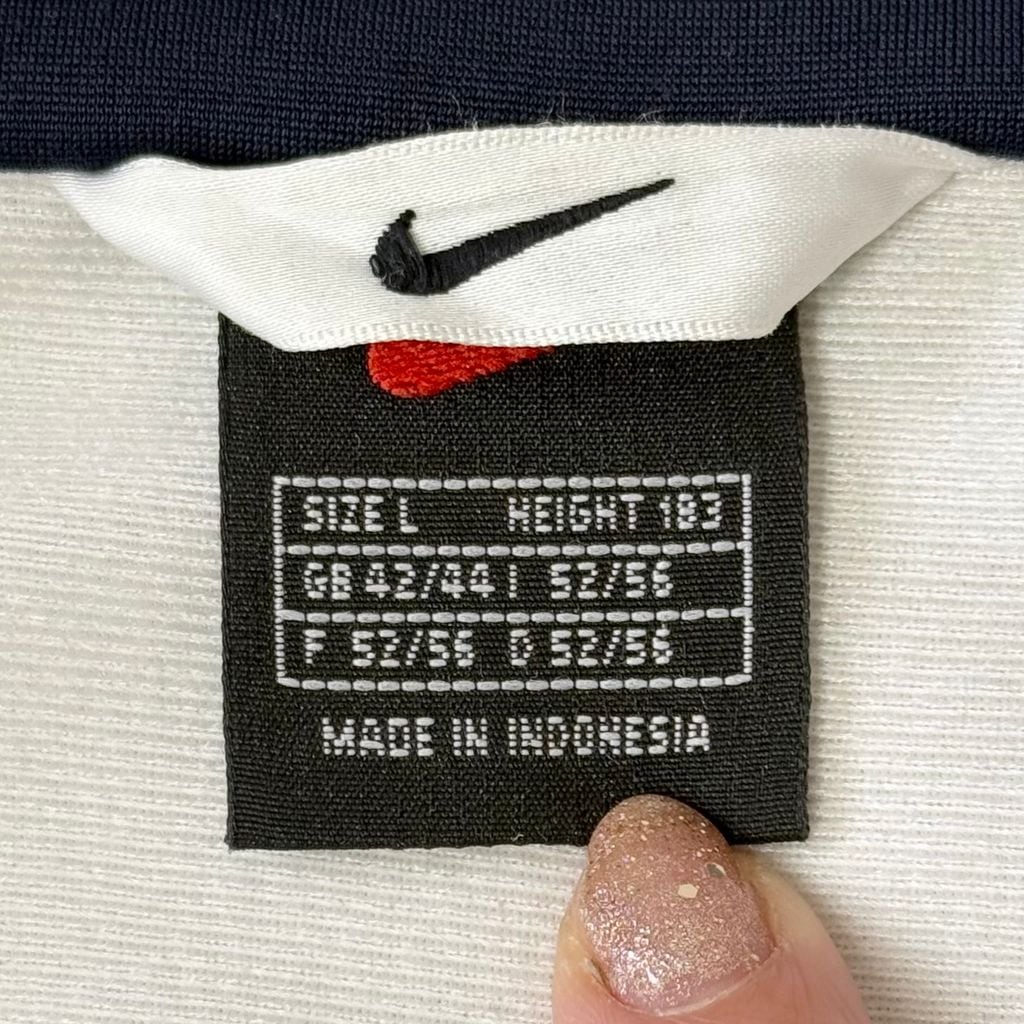 SIZE L HEIGHT 183
GB 42/44 I 52/56
F 52/56 D 52/56
MADE IN INDONESIA